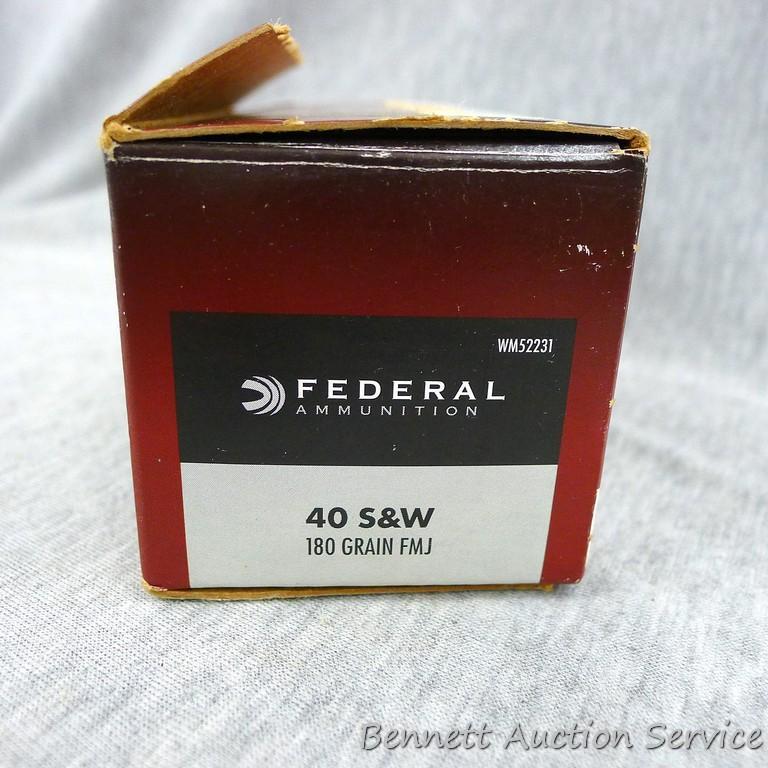 WM52231
FEDERAL
AMMUNITION
40 S&W
180 GRAIN FMJ
Bennett Auction Service